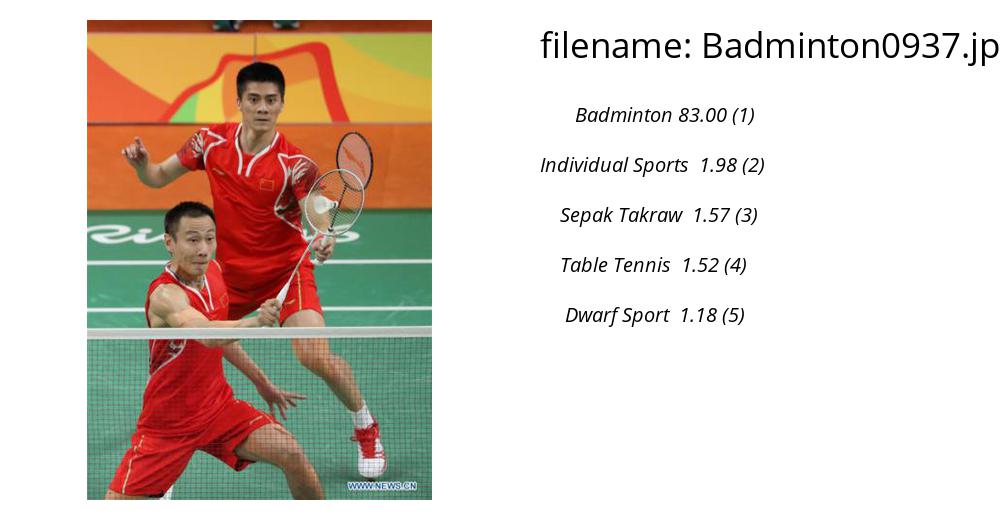 filename: Badminton0937.jp
Badminton 83.00 (1)
Individual Sports 1.98 (2)
Sepak Takraw 1.57 (3)
Table Tennis 1.52 (4)
Dwarf Sport 1.18 (5)
WWW.NEWS.CN